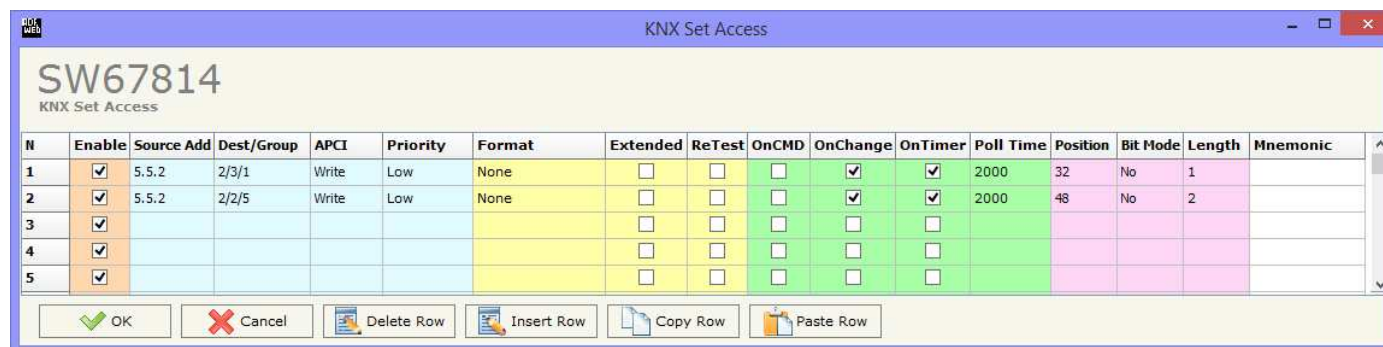 ADF WEB
KNX Set Access
SW67814
KNX Set Access
N Enable Source Add Dest/Group APCI Priority Format Extended ReTest OnCMD OnChange OnTimer Poll Time Position Bit Mode Length Mnemonic
1 5.5.2 2/3/1 Write Low None 2000 32 No 1
2 5.5.2 2/2/5 Write Low None 2000 48 No 2
3
4
5
OK Cancel Delete Row Insert Row Copy Row Paste Row